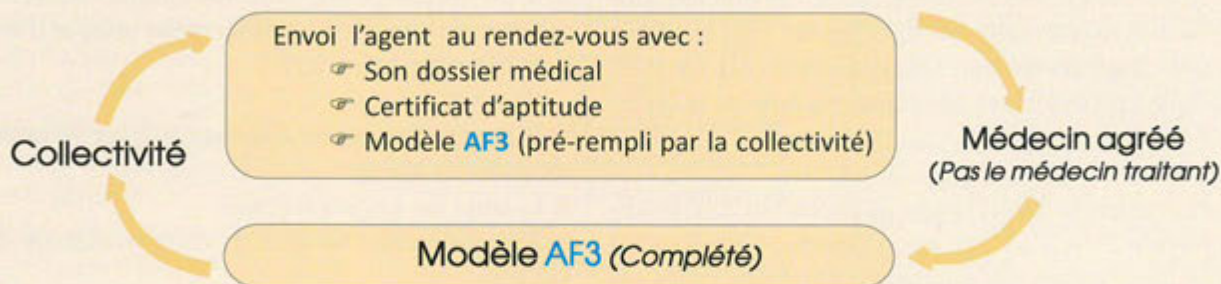 Envoi l'agent au rendez-vous avec :
☞ Son dossier médical
☞ Certificat d'aptitude
☞ Modèle AF3 (pré-rempli par la collectivité)
Collectivité
Médecin agréé
(Pas le médecin traitant)
Modèle AF3 (Complété)